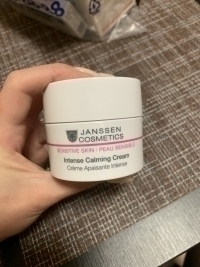 JANSSEN
COSMETICS
SENSITIVE SKIN | PEAU SENSIBLE
Intense Calming Cream
Crème Apaisante Intense